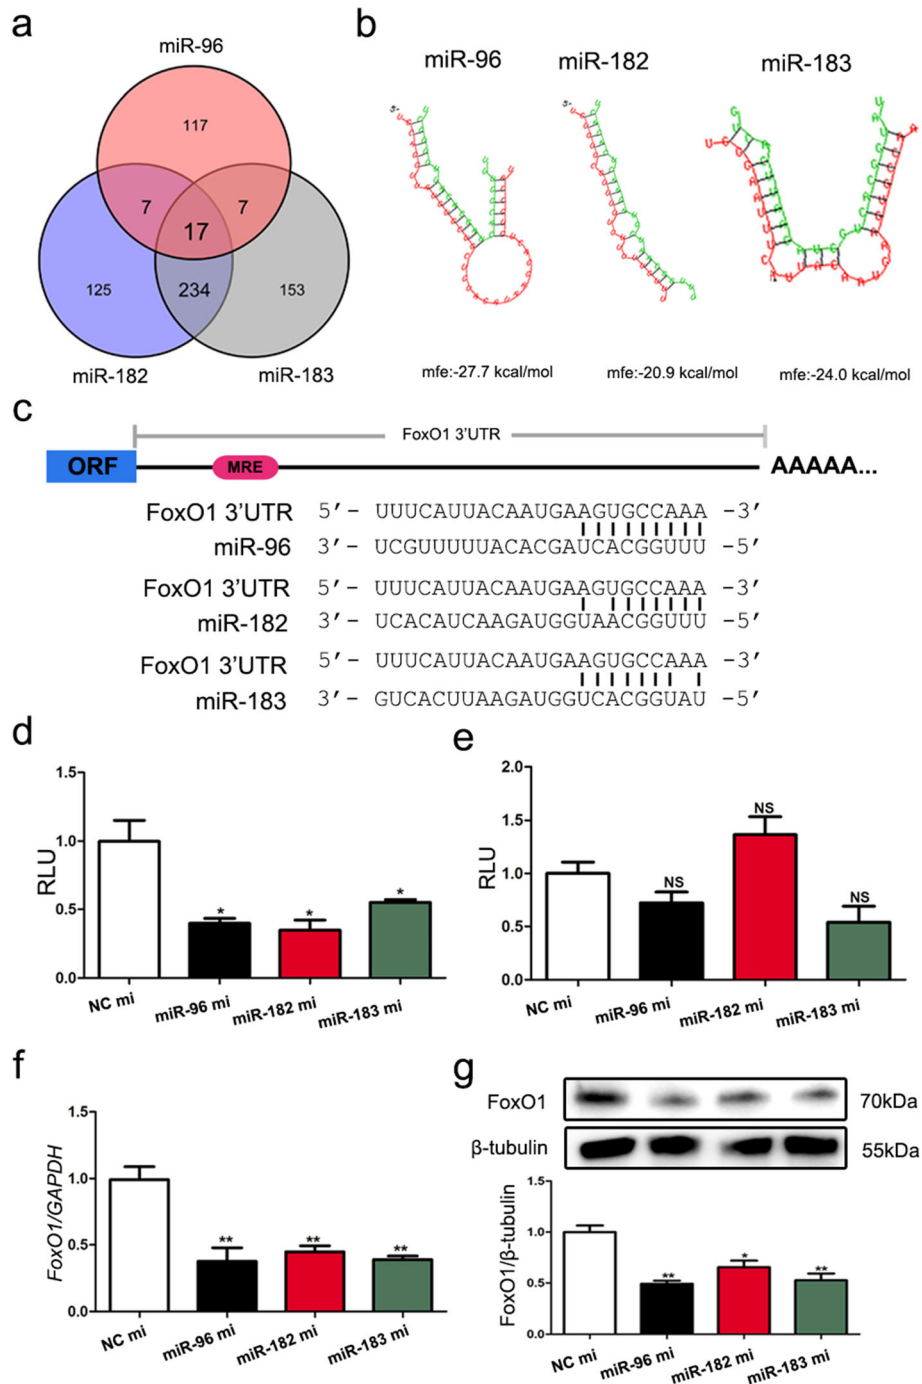 a
miR-96
117
7
7
17
125
234
153
miR-182
miR-183
b
miR-96
miR-182
miR-183
mfe:-27.7 kcal/mol
mfe:-20.9 kcal/mol
mfe:-24.0 kcal/mol
c
FoxO1 3'UTR
ORF
MRE
AAAAA...
FoxO1 3'UTR 5'- UUUCAUUACAAUGAAGUGCCAAA -3'
miR-96 3'- UCGUUUUUACACGAUCACGGUUU -5'
FoxO1 3'UTR 5'- UUUCAUUACAAUGAAGUGCCAAA -3'
miR-182 3'- UCACAUCAAGAUGGUAACGGUUU -5'
FoxO1 3'UTR 5'- UUUCAUUACAAUGAAGUGCCAAA -3'
miR-183 3'- GUCACUUAAGAUGGUCACGGUAU -5'
d
RLU
1.5
1.0
0.5
0.0
*
*
*
NC mi
miR-96 mi
miR-182 mi
miR-183 mi
e
RLU
2.0
1.5
1.0
0.5
0.0
NS
NS
NS
NC mi
miR-96 mi
miR-182 mi
miR-183 mi
f
FoxO1/GAPDH
1.5
1.0
0.5
0.0
**
**
**
NC mi
miR-96 mi
miR-182 mi
miR-183 mi
g
FoxO1
70kDa
β-tubulin
55kDa
FoxO1/β-tubulin
1.5
1.0
0.5
0.0
**
*
**
NC mi
miR-96 mi
miR-182 mi
miR-183 mi